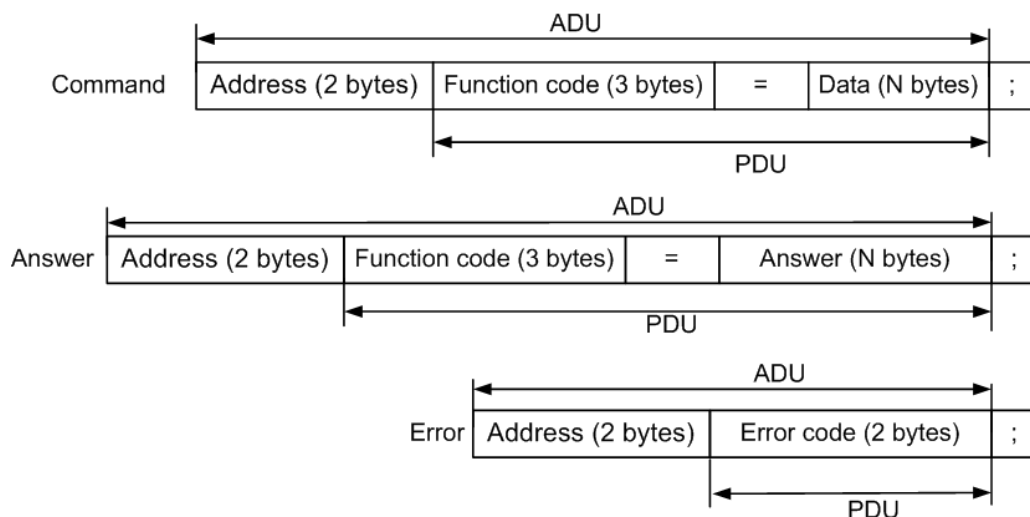 ADU
Command Address (2 bytes) Function code (3 bytes) = Data (N bytes) ;
PDU
ADU
Answer Address (2 bytes) Function code (3 bytes) = Answer (N bytes) ;
PDU
ADU
Error Address (2 bytes) Error code (2 bytes) ;
PDU